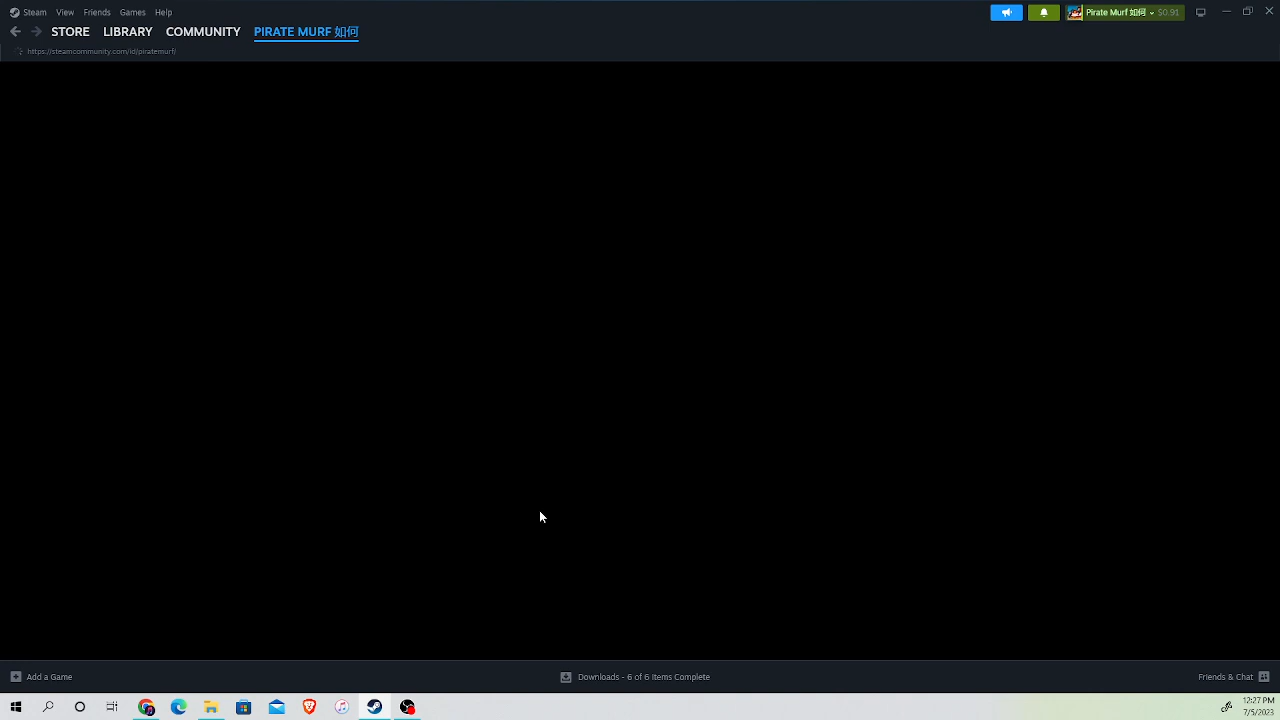 Steam View Friends Games Help
Pirate Murf 如何 $0.91
STORE LIBRARY COMMUNITY PIRATE MURF 如何
https://steamcommunity.com/id/piratemurf/
Add a Game
Downloads - 6 of 6 Items Complete
Friends & Chat
12:27 PM
7/5/2023